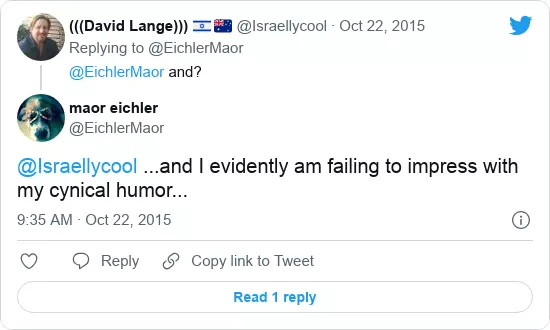 (((David Lange))) 🇮🇱🇦🇺 @Israellycool · Oct 22, 2015
Replying to @EichlerMaor
@EichlerMaor and?
maor eichler
@EichlerMaor
@Israellycool ...and I evidently am failing to impress with
my cynical humor...
9:35 AM · Oct 22, 2015
Reply
Copy link to Tweet
Read 1 reply